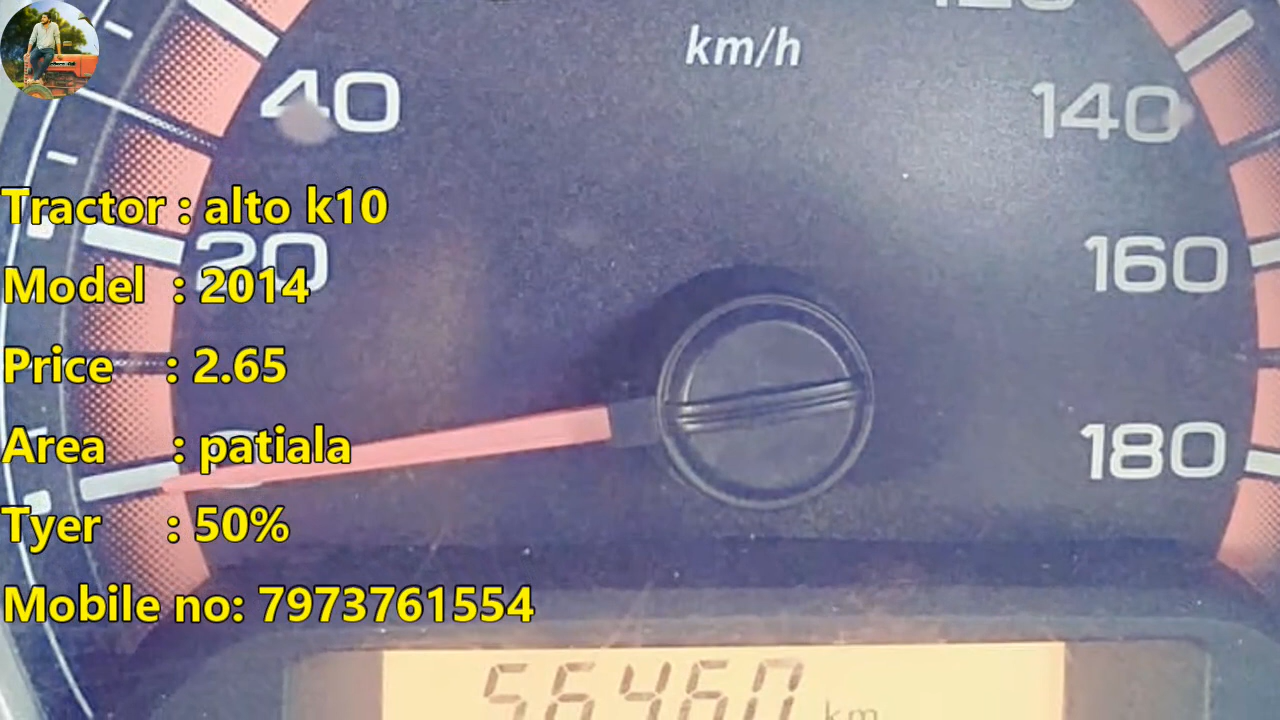 120
km/h
40
140
Tractor : alto k10
20
160
Model : 2014
Price : 2.65
Area : patiala
180
Tyer : 50%
Mobile no: 7973761554
56460 km